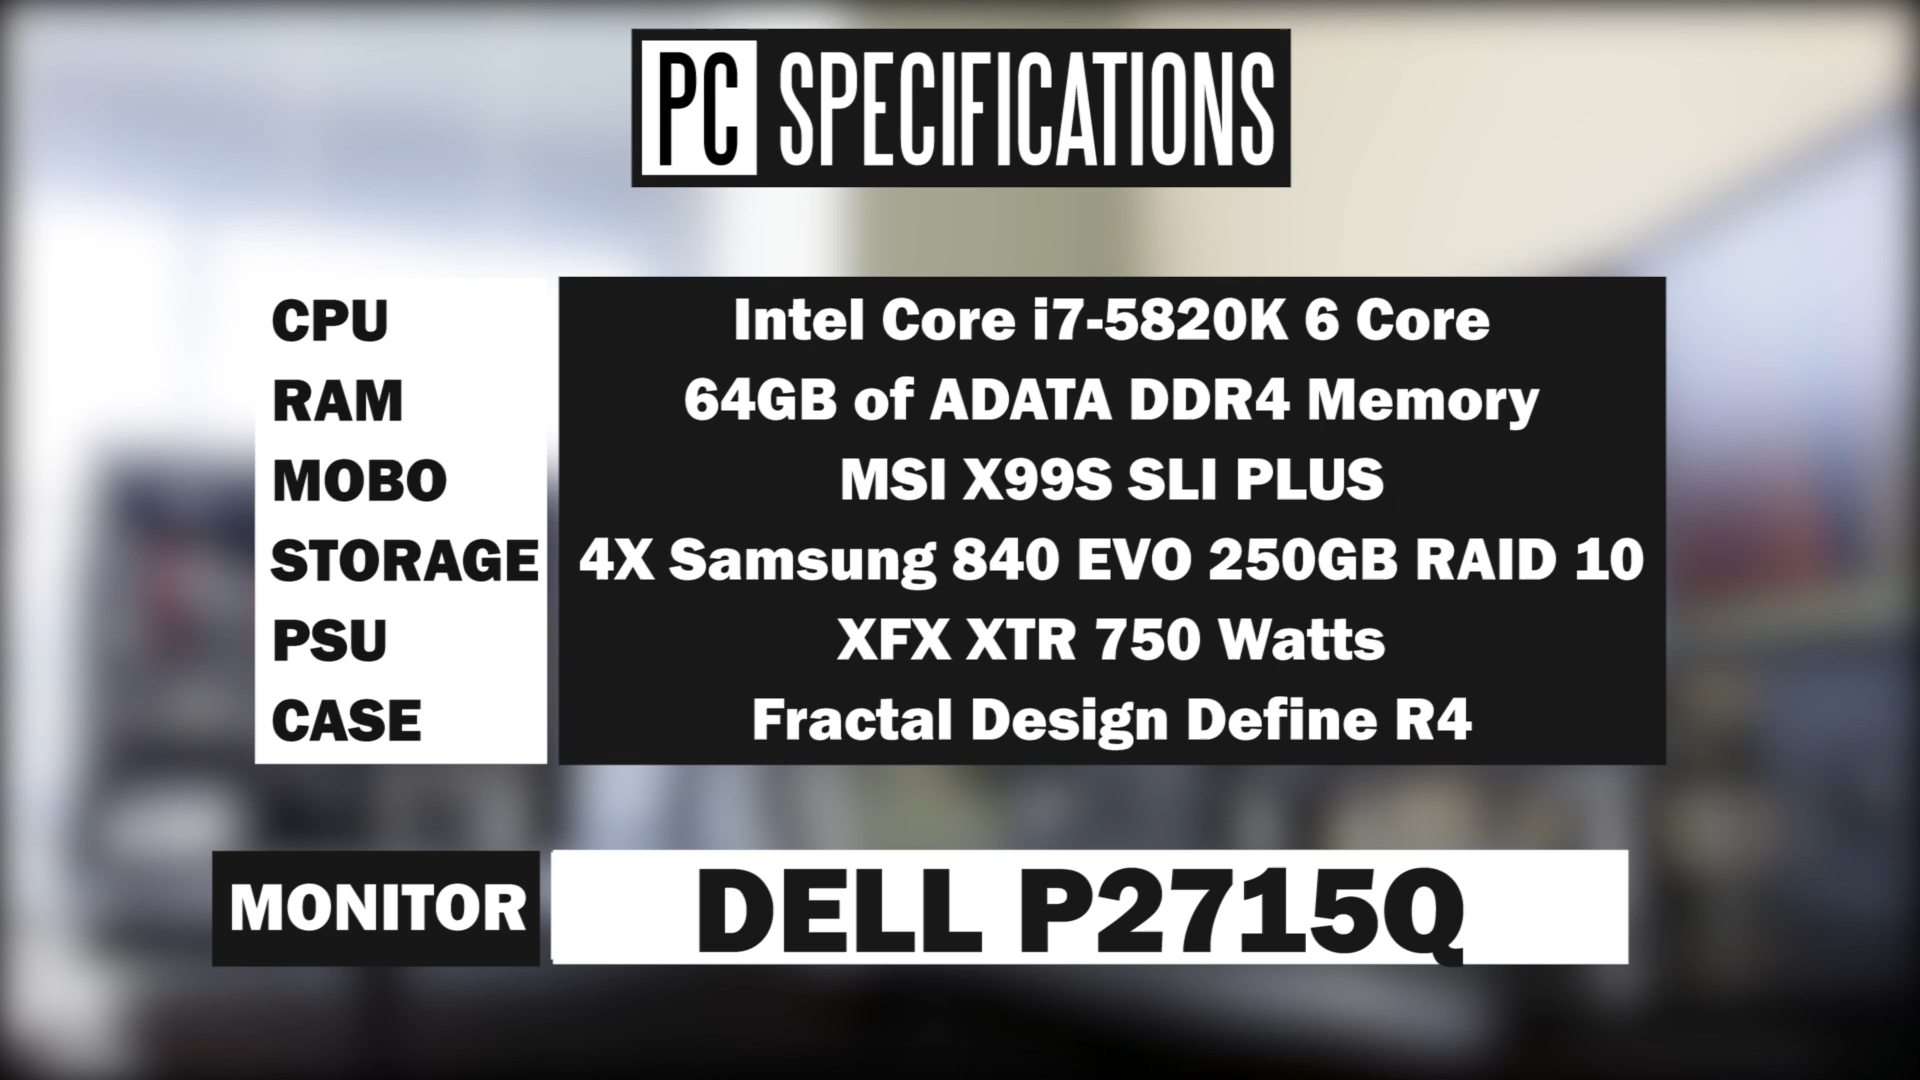 PC SPECIFICATIONS
CPU Intel Core i7-5820K 6 Core
RAM 64GB of ADATA DDR4 Memory
MOBO MSI X99S SLI PLUS
STORAGE 4X Samsung 840 EVO 250GB RAID 10
PSU XFX XTR 750 Watts
CASE Fractal Design Define R4
MONITOR DELL P2715Q